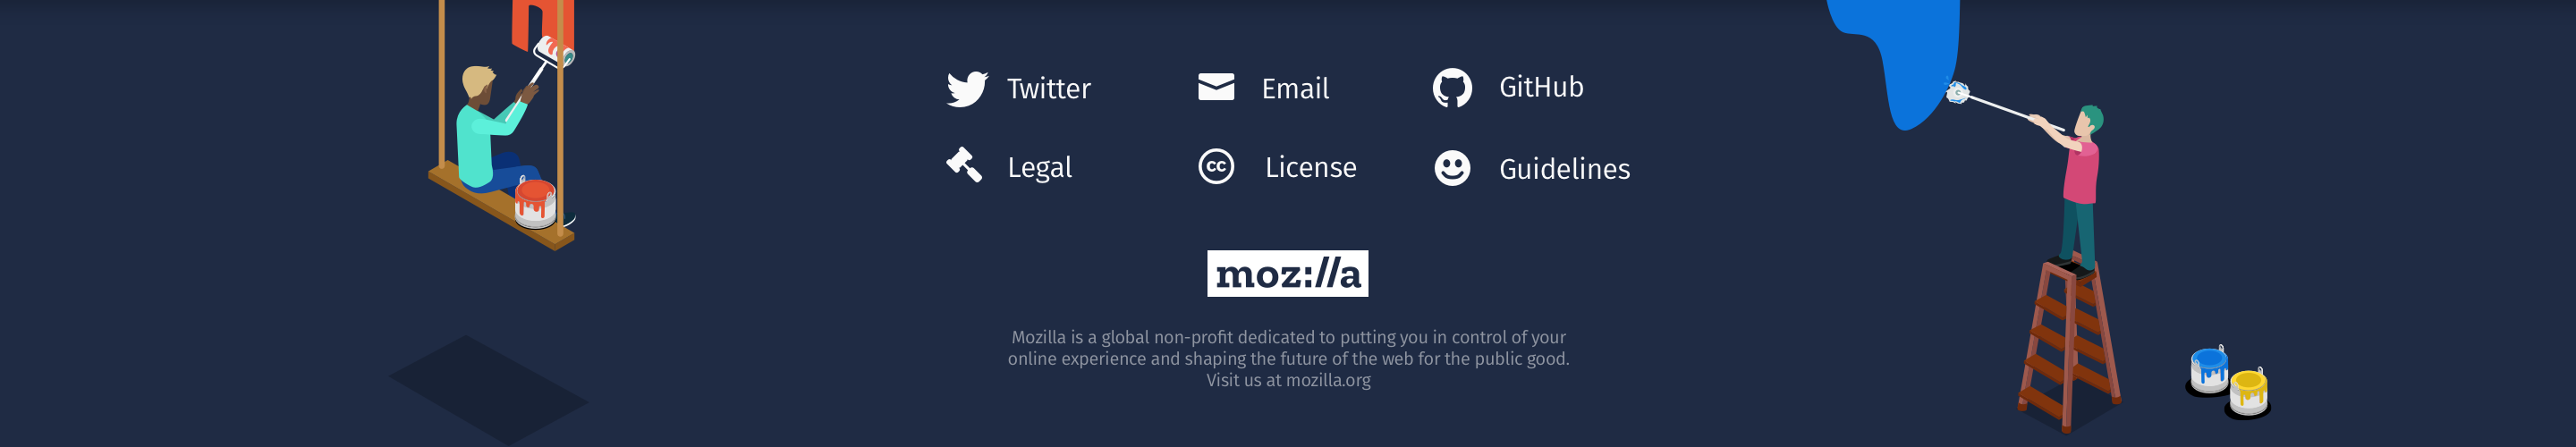 Twitter
Email
GitHub
Legal
cc License
Guidelines
moz://a
Mozilla is a global non-profit dedicated to putting you in control of your
online experience and shaping the future of the web for the public good.
Visit us at mozilla.org